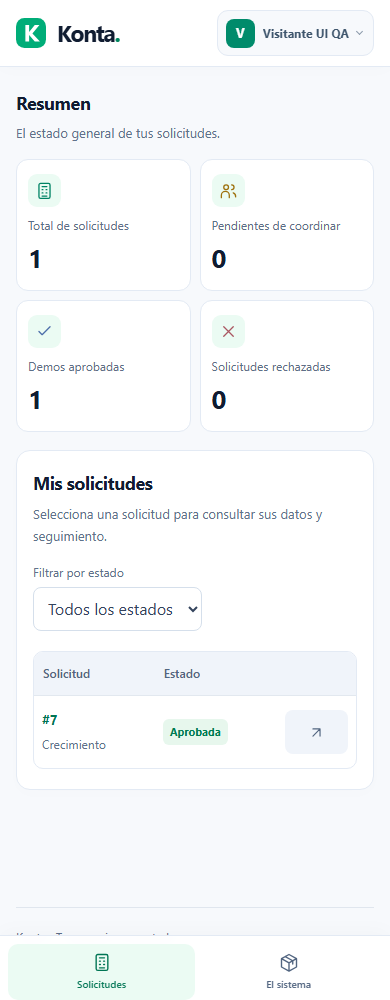 K Konta.
V Visitante UI QA
Resumen
El estado general de tus solicitudes.
Total de solicitudes
1
Pendientes de coordinar
0
Demos aprobadas
1
Solicitudes rechazadas
0
Mis solicitudes
Selecciona una solicitud para consultar sus datos y
seguimiento.
Filtrar por estado
Todos los estados
Solicitud Estado
#7
Crecimiento
Aprobada
Solicitudes
El sistema